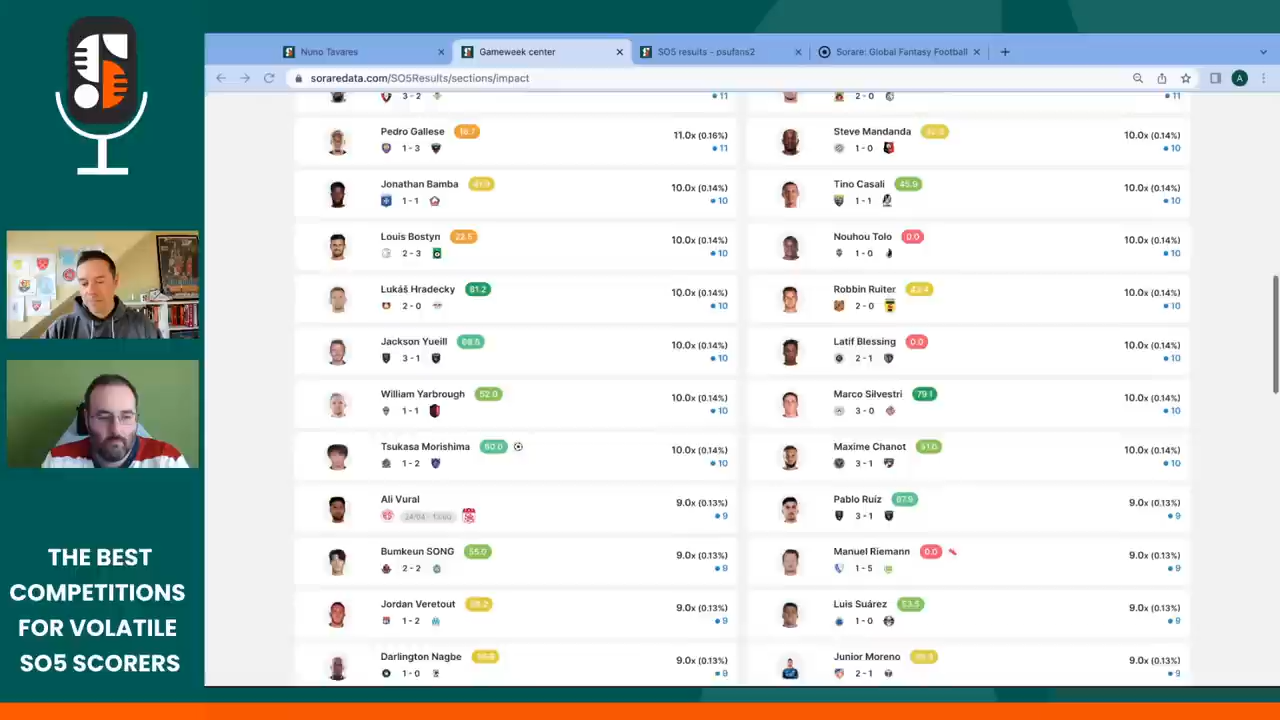 Nuno Tavares
Gameweek center
SO5 results - psufans2
Sorare: Global Fantasy Football
soraredata.com/SO5Results/sections/impact
A
3 - 2
11
2 - 0
11
Pedro Gallese
11.0x (0.16%)
1 - 3
11
Steve Mandanda
10.0x (0.14%)
1 - 0
10
Jonathan Bamba
10.0x (0.14%)
1 - 1
10
Tino Casali 45.9
10.0x (0.14%)
1 - 1
10
Louis Bostyn 22.5
10.0x (0.14%)
2 - 3
10
Nouhou Tolo 0.0
10.0x (0.14%)
1 - 0
10
Lukáš Hradecky 81.2
10.0x (0.14%)
2 - 0
10
Robbin Ruiter
10.0x (0.14%)
2 - 0
10
Jackson Yueill
10.0x (0.14%)
3 - 1
10
Latif Blessing 0.0
10.0x (0.14%)
2 - 1
10
William Yarbrough 52.0
10.0x (0.14%)
1 - 1
10
Marco Silvestri 79.1
10.0x (0.14%)
3 - 0
10
Tsukasa Morishima 60.0
10.0x (0.14%)
1 - 2
10
Maxime Chanot 51.0
10.0x (0.14%)
3 - 1
10
Ali Vural
9.0x (0.13%)
9
Pablo Ruíz
9.0x (0.13%)
3 - 1
9
Bumkeun SONG 55.0
9.0x (0.13%)
2 - 2
9
Manuel Riemann 0.0
9.0x (0.13%)
1 - 5
9
Jordan Veretout
9.0x (0.13%)
1 - 2
9
Luis Suárez 53.5
9.0x (0.13%)
1 - 0
9
Darlington Nagbe
9.0x (0.13%)
1 - 0
9
Junior Moreno
9.0x (0.13%)
2 - 1
9
THE BEST
COMPETITIONS
FOR VOLATILE
SO5 SCORERS